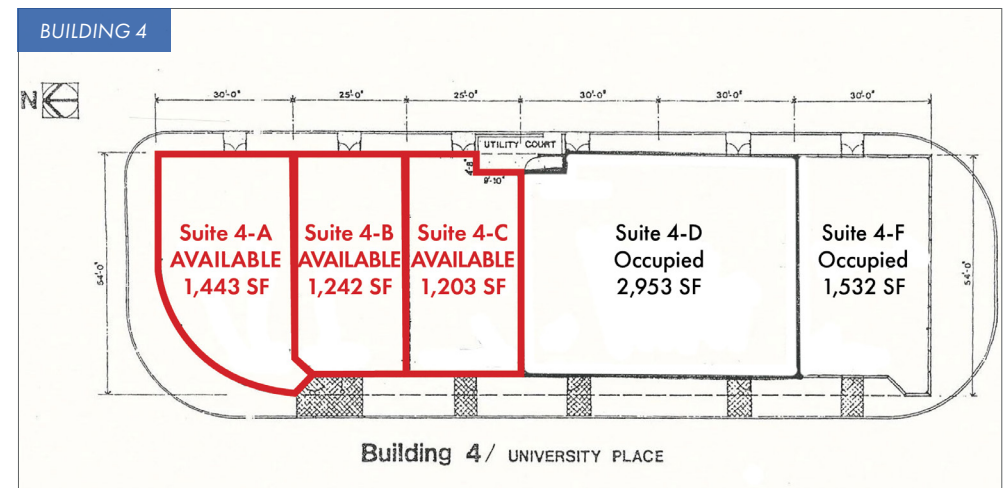 BUILDING 4
N
30'-0" 25'-0" 25'-0" 30'-0" 30'-0" 30'-0"
UTILITY COURT
4'-8"
9'-10"
54'-0"
Suite 4-A
AVAILABLE
1,443 SF
Suite 4-B
AVAILABLE
1,242 SF
Suite 4-C
AVAILABLE
1,203 SF
Suite 4-D
Occupied
2,953 SF
Suite 4-F
Occupied
1,532 SF
54'-0"
Building 4/ UNIVERSITY PLACE